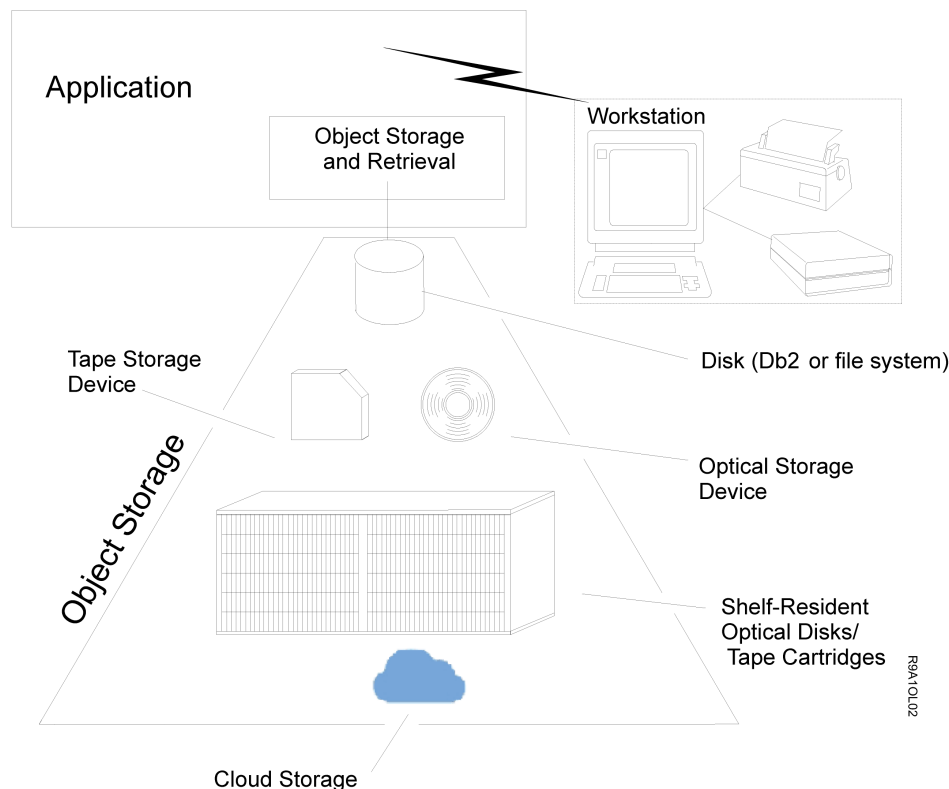 Application
Object Storage
and Retrieval
Workstation
Disk (Db2 or file system)
Tape Storage
Device
Optical Storage
Device
Object Storage
Shelf-Resident
Optical Disks/
Tape Cartridges
R9A1OL02
Cloud Storage